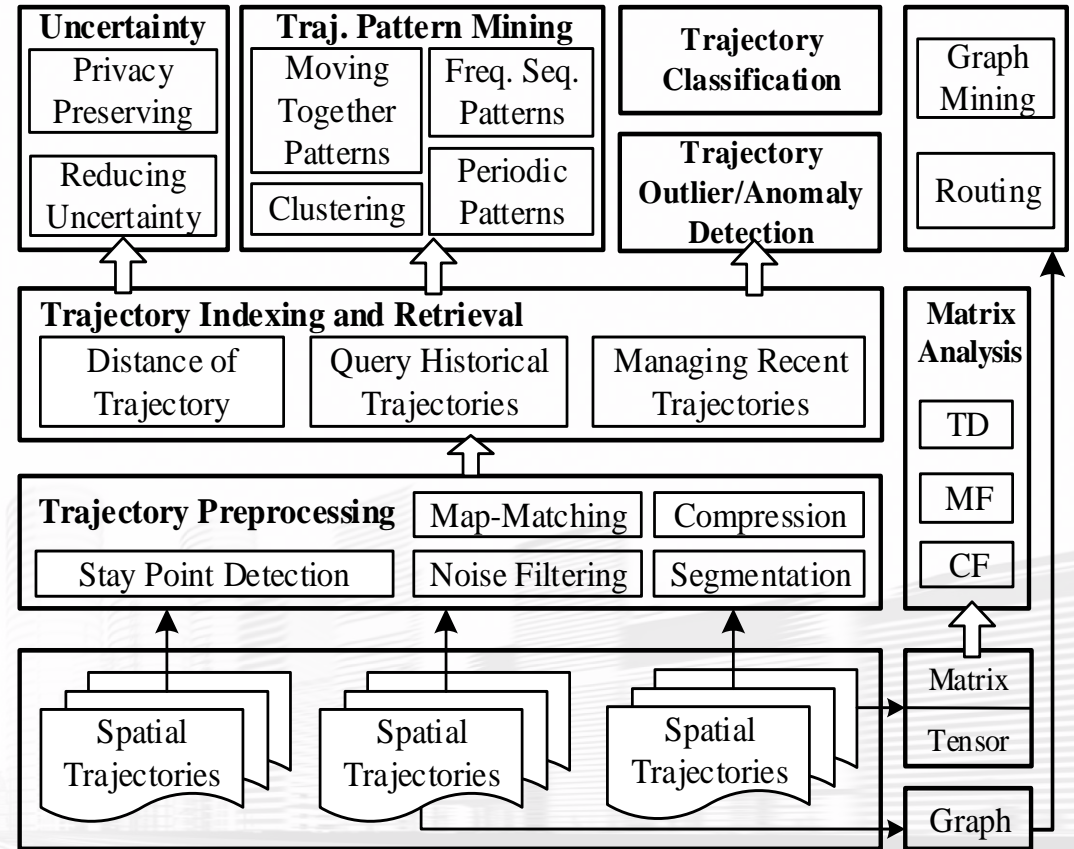 Uncertainty
Privacy
Preserving
Reducing
Uncertainty
Traj. Pattern Mining
Moving
Together
Patterns
Clustering
Freq. Seq.
Patterns
Periodic
Patterns
Trajectory
Classification
Trajectory
Outlier/Anomaly
Detection
Graph
Mining
Routing
Trajectory Indexing and Retrieval
Distance of
Trajectory
Query Historical
Trajectories
Managing Recent
Trajectories
Matrix
Analysis
TD
MF
CF
Trajectory Preprocessing
Map-Matching
Compression
Stay Point Detection
Noise Filtering
Segmentation
Spatial
Trajectories
Spatial
Trajectories
Spatial
Trajectories
Matrix
Tensor
Graph